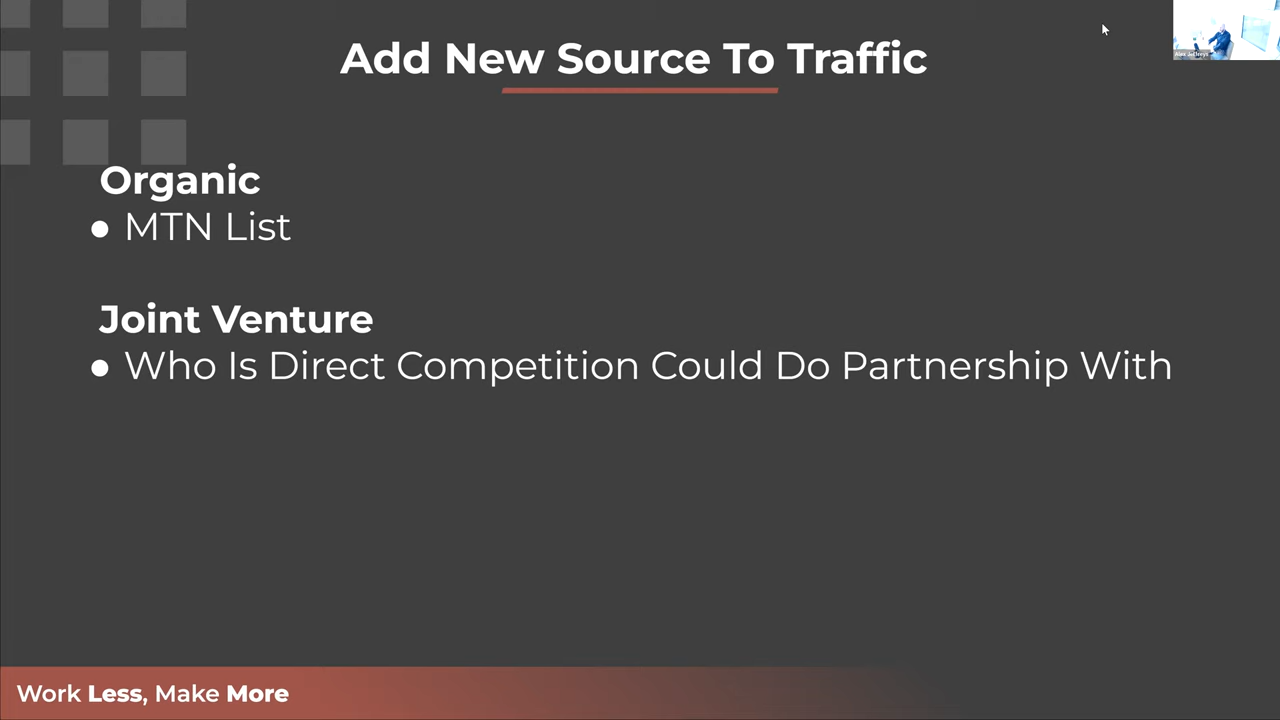 Add New Source To Traffic
Organic
● MTN List
Joint Venture
● Who Is Direct Competition Could Do Partnership With
Work Less, Make More